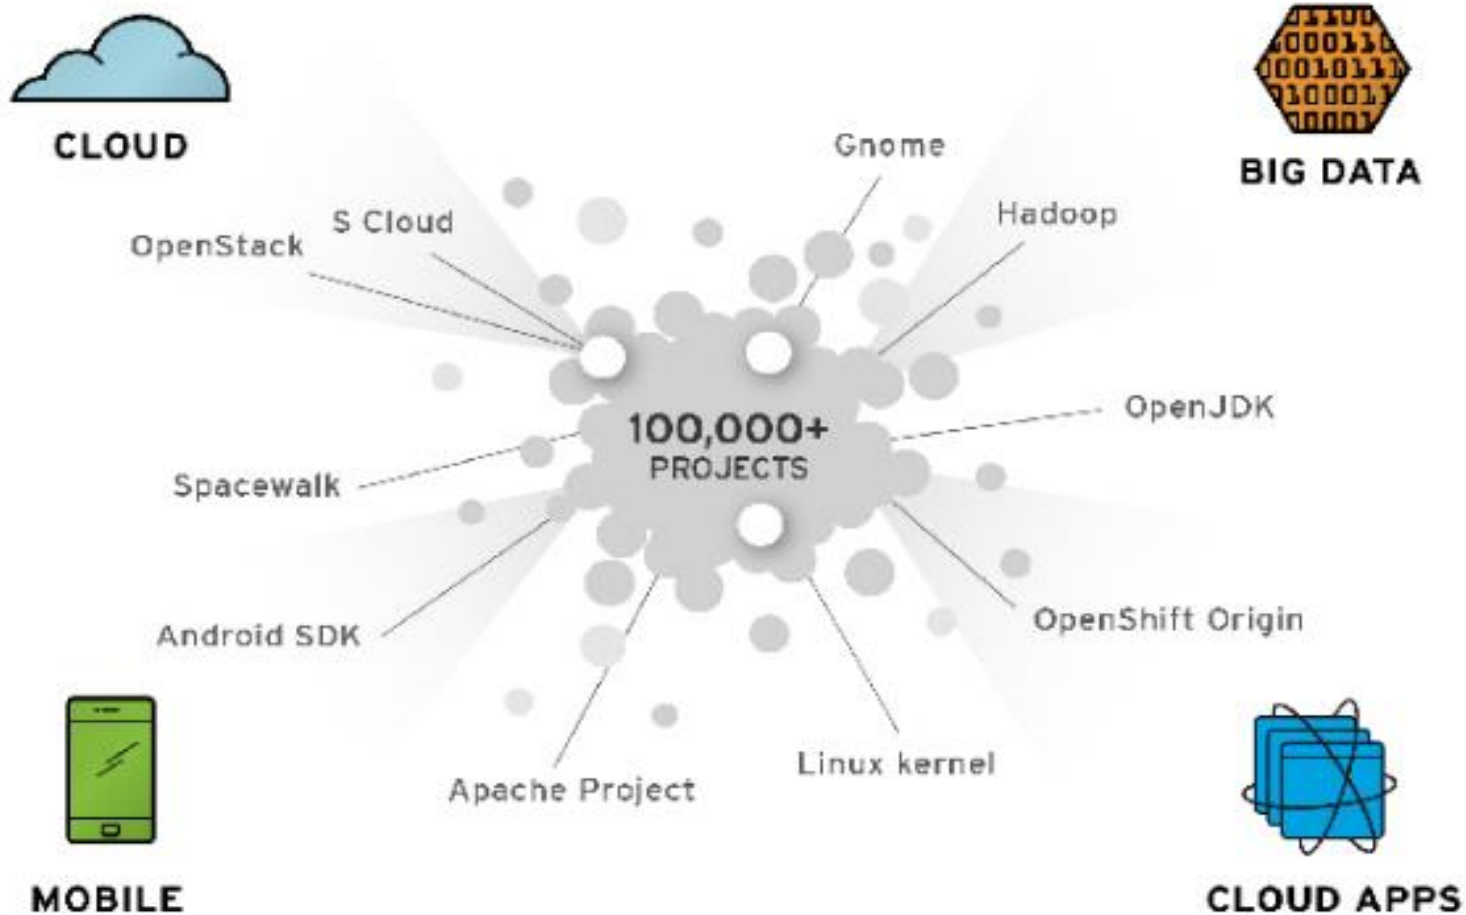 CLOUD
BIG DATA
Gnome
S Cloud
Hadoop
OpenStack
OpenJDK
100,000+
PROJECTS
Spacewalk
Android SDK
OpenShift Origin
Linux kernel
Apache Project
MOBILE
CLOUD APPS